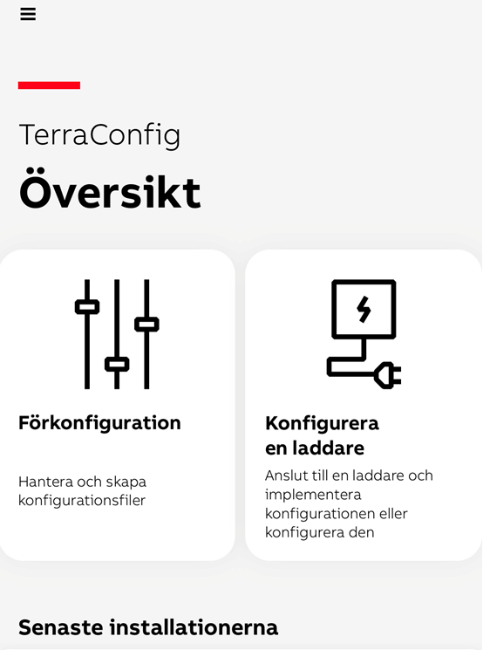 TerraConfig
Översikt
Förkonfiguration
Hantera och skapa
konfigurationsfiler
Konfigurera
en laddare
Anslut till en laddare och
implementera
konfigurationen eller
konfigurera den
Senaste installationerna